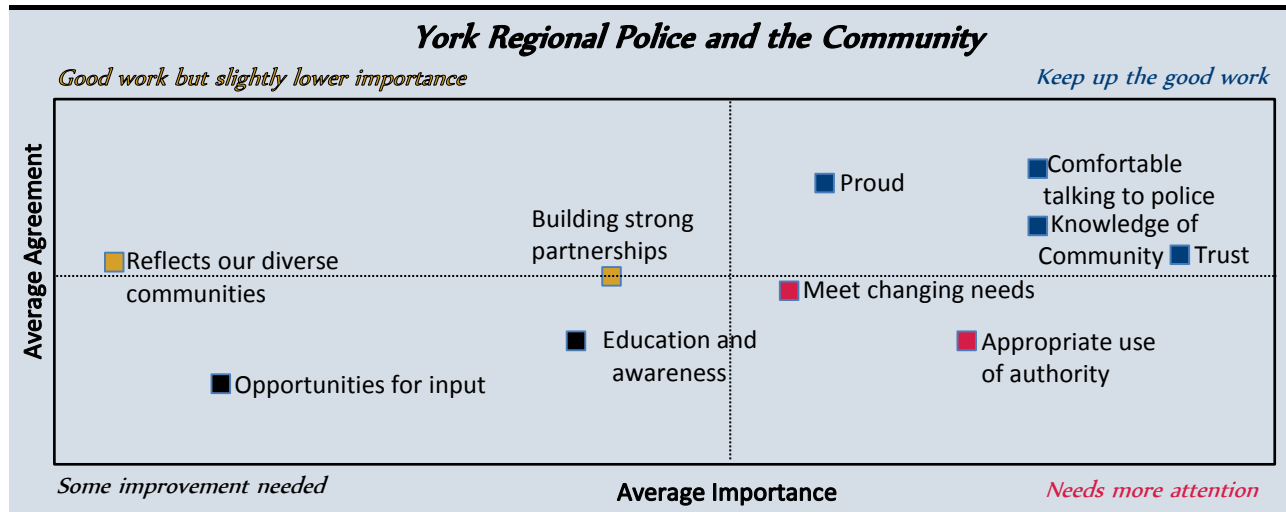 York Regional Police and the Community
Good work but slightly lower importance
Keep up the good work
Average Agreement
Proud
Comfortable
talking to police
Building strong
partnerships
Knowledge of
Community
Trust
Reflects our diverse
communities
Meet changing needs
Education and
awareness
Appropriate use
of authority
Opportunities for input
Some improvement needed
Average Importance
Needs more attention